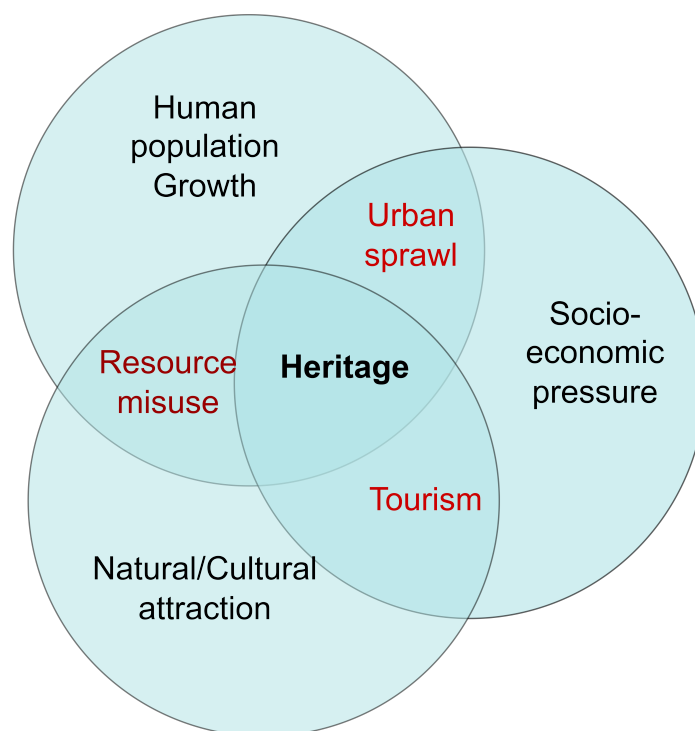 Human
population
Growth
Urban
sprawl
Socio-
economic
pressure
Resource
misuse
Heritage
Tourism
Natural/Cultural
attraction